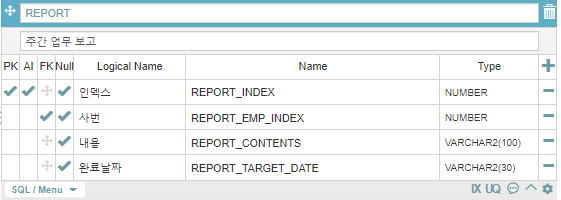 REPORT
주간 업무 보고
PK AI FK Null Logical Name Name Type
인덱스 REPORT_INDEX NUMBER
사번 REPORT_EMP_INDEX NUMBER
내용 REPORT_CONTENTS VARCHAR2(100)
완료날짜 REPORT_TARGET_DATE VARCHAR2(30)
SQL / Menu IX UQ